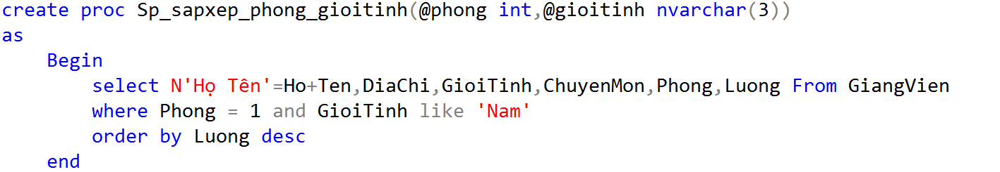 create proc Sp_sapxep_phong_gioitinh(@phong int,@gioitinh nvarchar(3))
as
Begin
select N'Họ Tên'=Ho+Ten,DiaChi,GioiTinh,ChuyenMon,Phong,Luong From GiangVien
where Phong = 1 and GioiTinh like 'Nam'
order by Luong desc
end